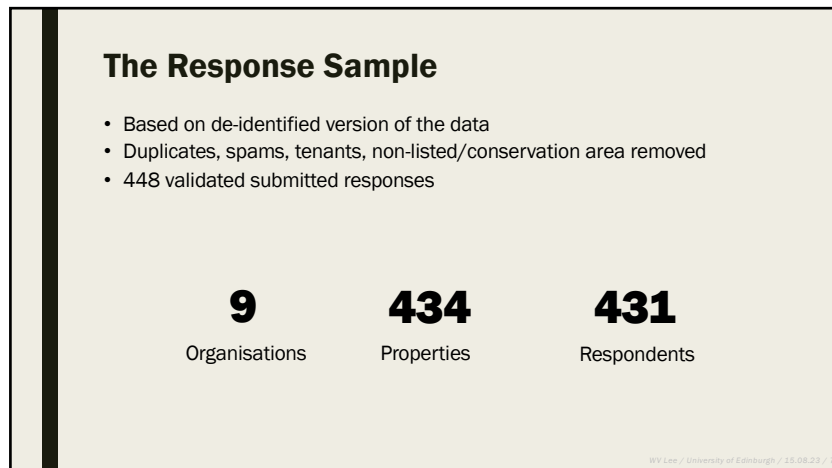 The Response Sample
• Based on de-identified version of the data
• Duplicates, spams, tenants, non-listed/conservation area removed
• 448 validated submitted responses
9 434 431
Organisations Properties Respondents
WV Lee / University of Edinburgh / 15.08.23 /